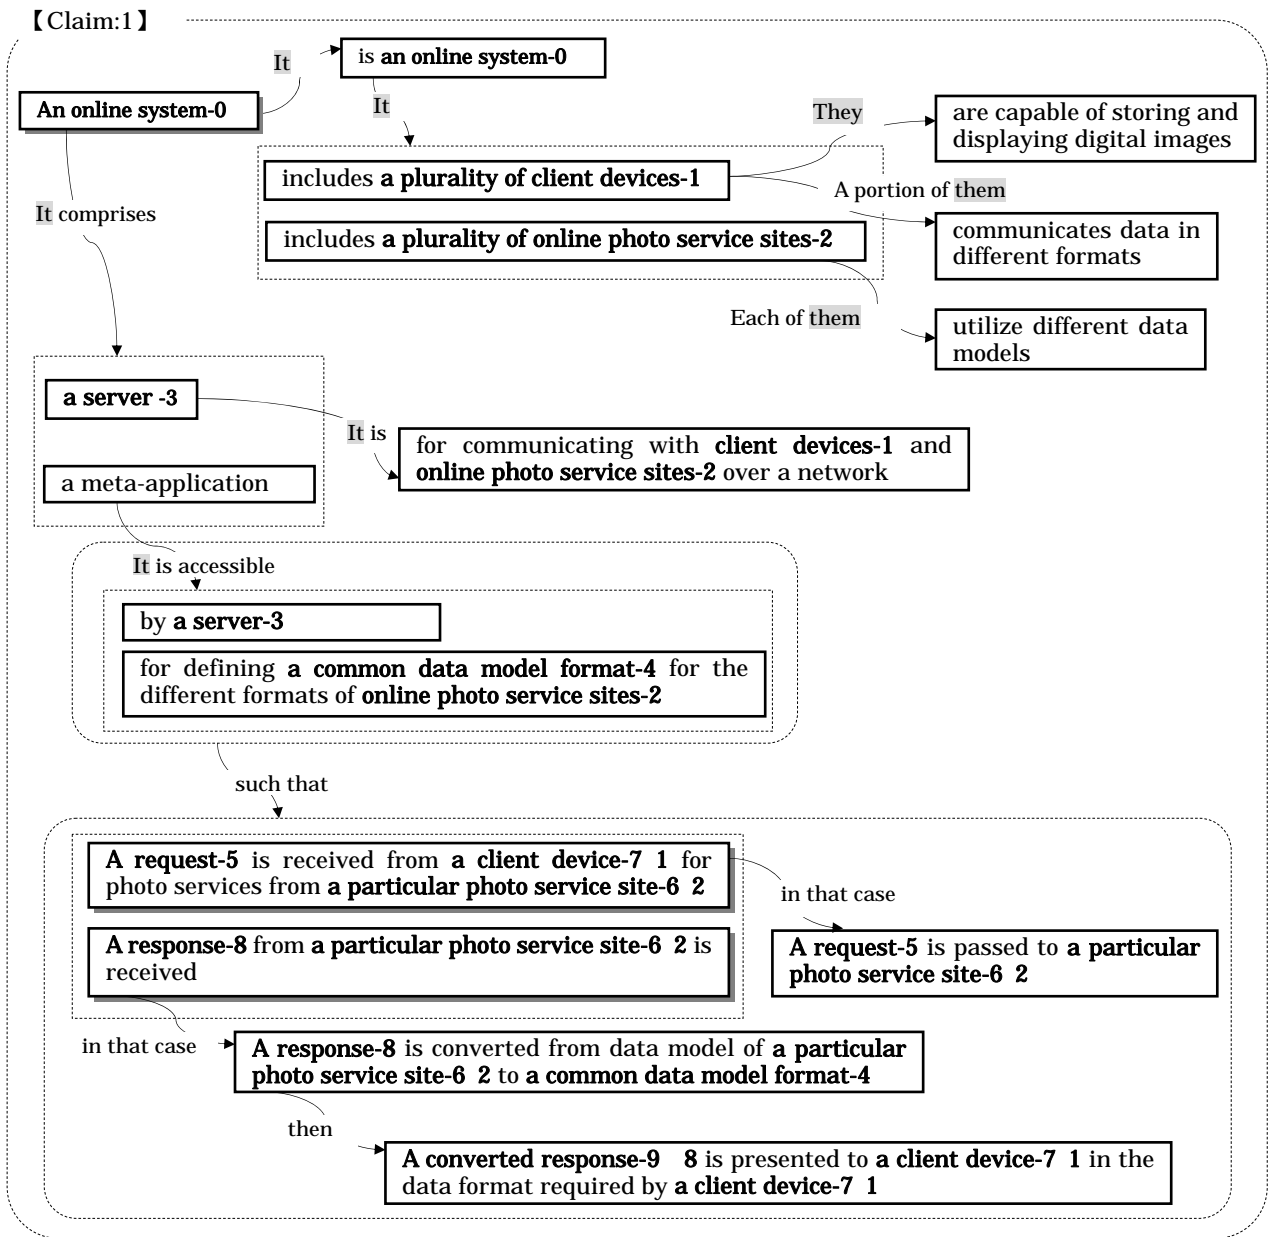 【Claim:1】
It
is an online system-0
An online system-0
It
They
are capable of storing and
displaying digital images
includes a plurality of client devices-1
A portion of them
It comprises
includes a plurality of online photo service sites-2
communicates data in
different formats
Each of them
utilize different data
models
a server -3
It is
for communicating with client devices-1 and
online photo service sites-2 over a network
a meta-application
It is accessible
by a server-3
for defining a common data model format-4 for the
different formats of online photo service sites-2
such that
A request-5 is received from a client device-7 1 for
photo services from a particular photo service site-6 2
in that case
A response-8 from a particular photo service site-6 2 is
received
A request-5 is passed to a particular
photo service site-6 2
in that case
A response-8 is converted from data model of a particular
photo service site-6 2 to a common data model format-4
then
A converted response-9 8 is presented to a client device-7 1 in the
data format required by a client device-7 1